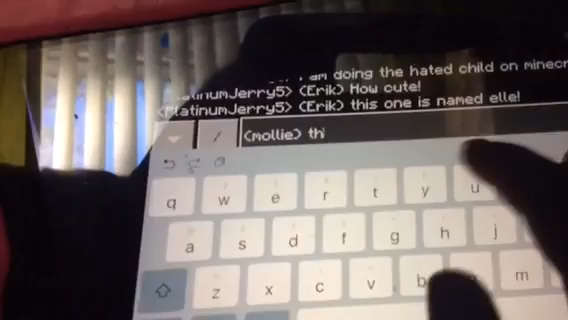 am doing the hated child on minecr
inumJerry5> (Erik) How cute!
<PlatinumJerry5> (Erik) this one is named elle!
/ (mollie) th
q w e r t y u
a s d f g h j
z x c v b m